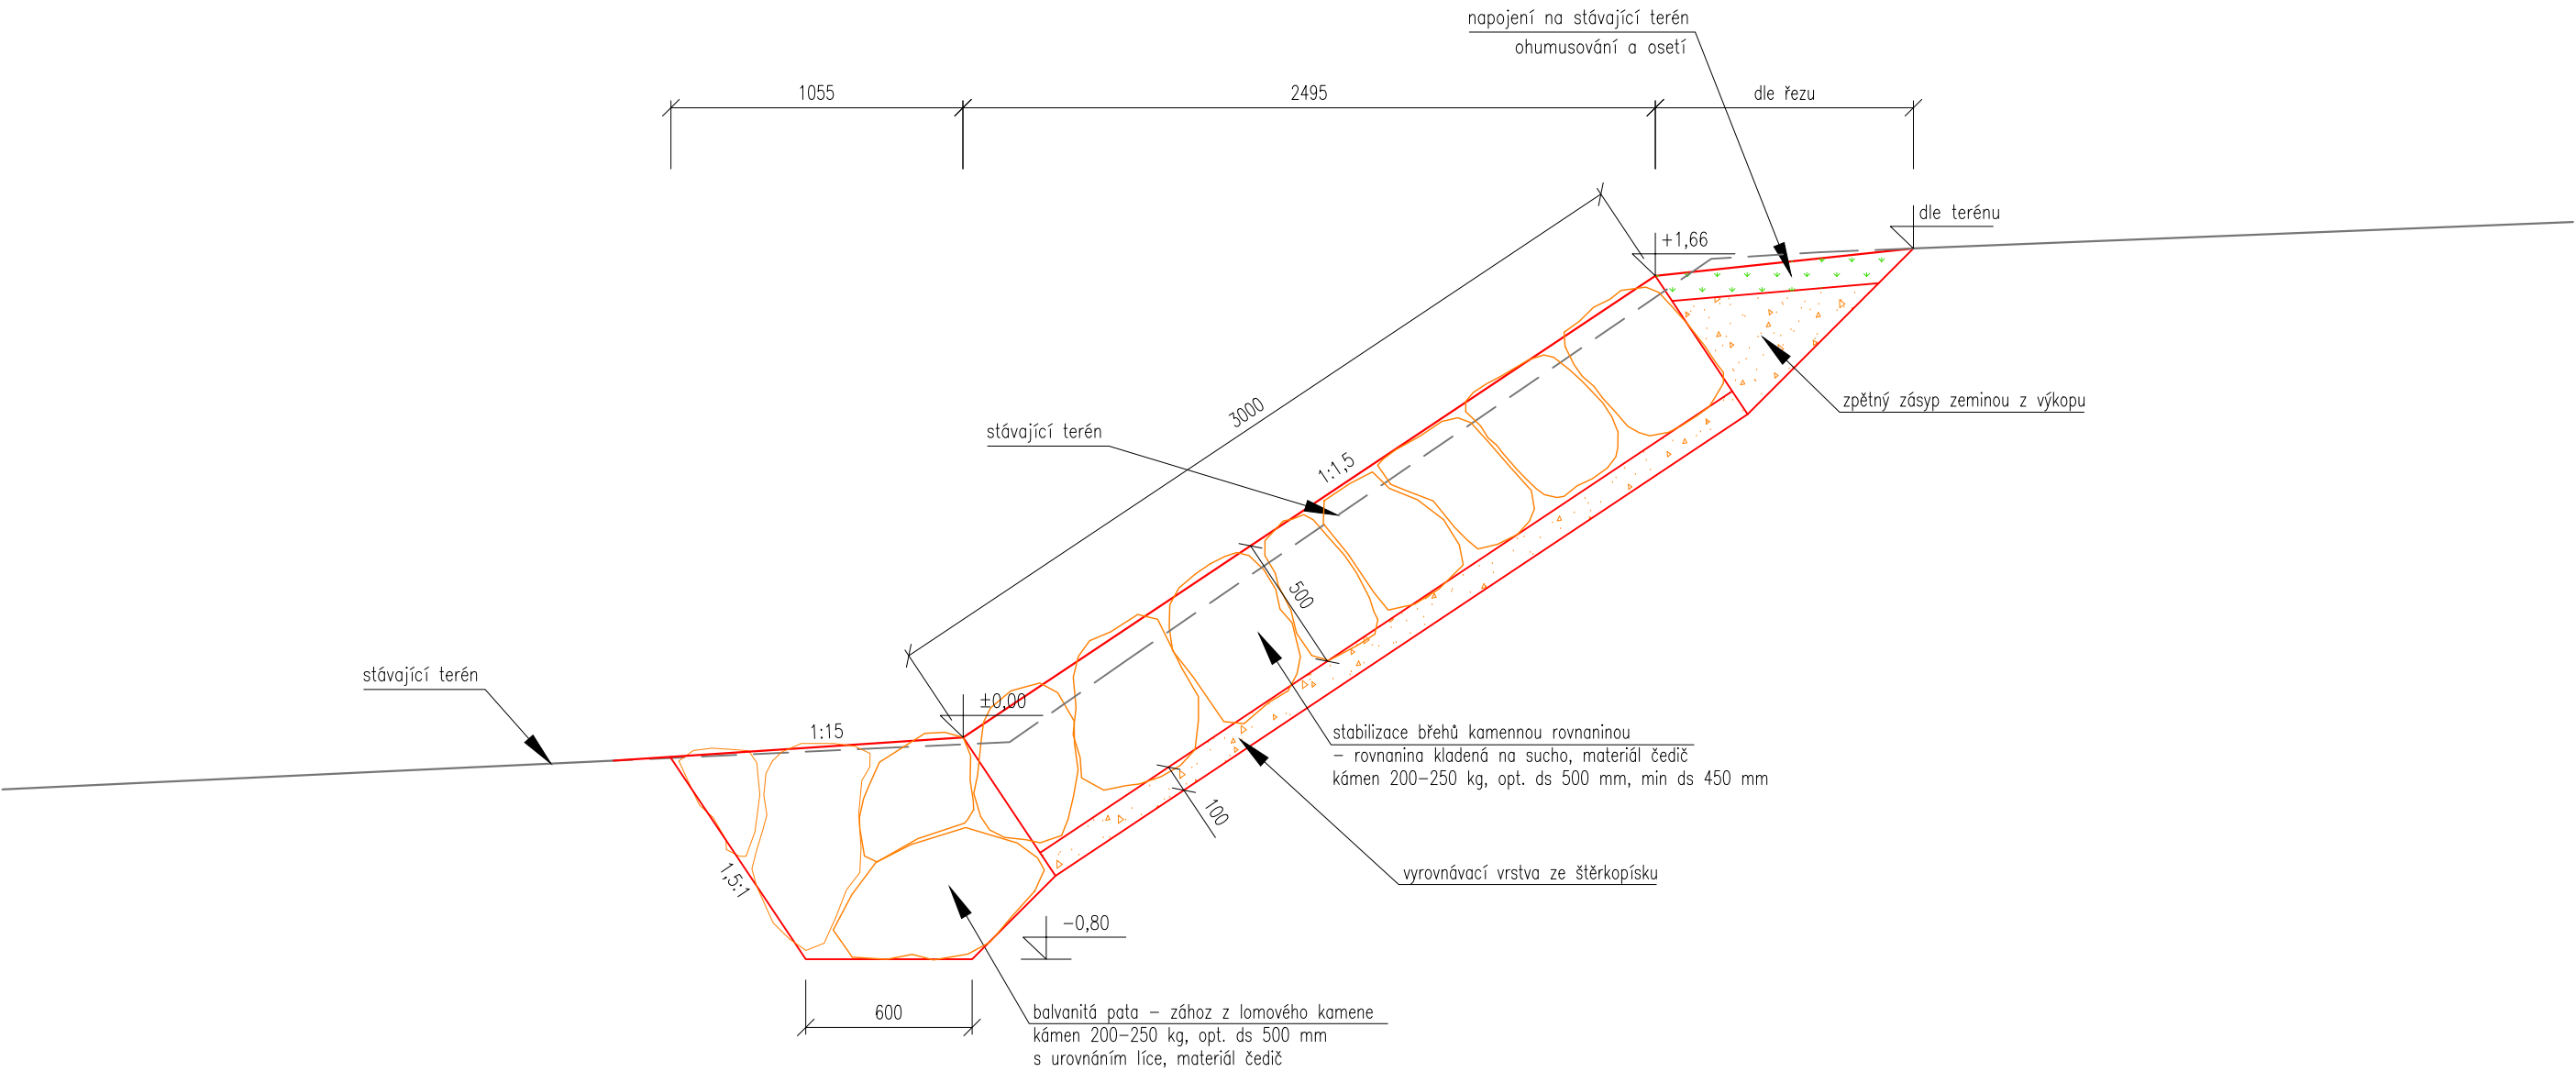 napojení na stávající terén
ohumusování a osetí
1055
2495
dle řezu
dle terénu
+1,66
3000
zpětný zásyp zeminou z výkopu
stávající terén
1:1,5
500
stávající terén
±0,00
1:15
stabilizace břehů kamennou rovnaninou
– rovnanina kladená na sucho, materiál čedič
kámen 200–250 kg, opt. ds 500 mm, min ds 450 mm
100
1,5:1
vyrovnávací vrstva ze štěrkopísku
–0,80
600
balvanitá pata – zához z lomového kamene
kámen 200–250 kg, opt. ds 500 mm
s urovnáním líce, materiál čedič